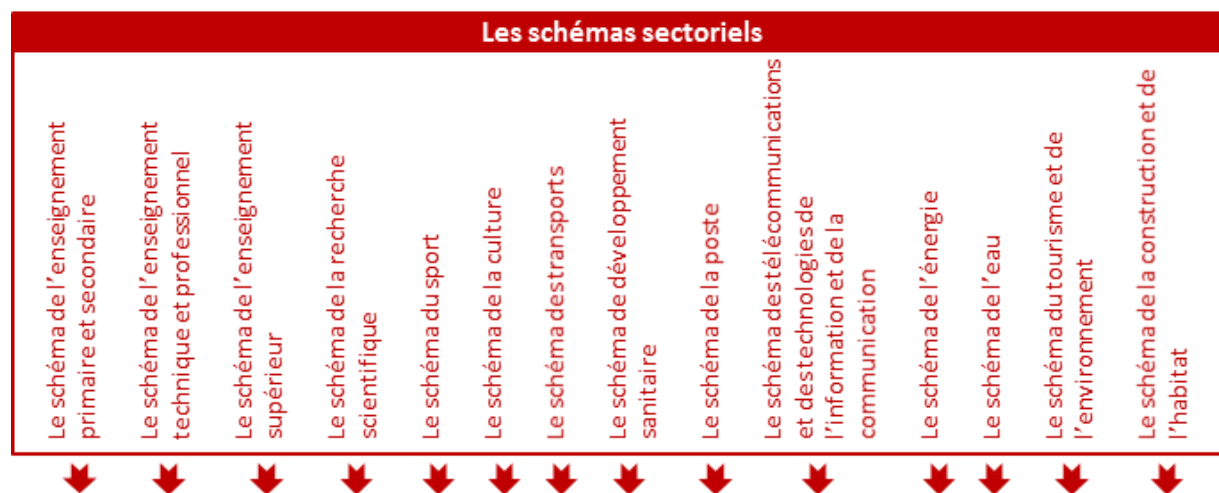 Les schémas sectoriels
Le schéma de l'enseignement
primaire et secondaire
Le schéma de l'enseignement
technique et professionnel
Le schéma de l'enseignement
supérieur
Le schéma de la recherche
scientifique
Le schéma du sport
Le schéma de la culture
Le schéma des transports
Le schéma de développement
sanitaire
Le schéma de la poste
Le schéma des télécommunications
et des technologies de
l'information et de la
communication
Le schéma de l'énergie
Le schéma de l'eau
Le schéma du tourisme et de
l'environnement
Le schéma de la construction et de
l'habitat